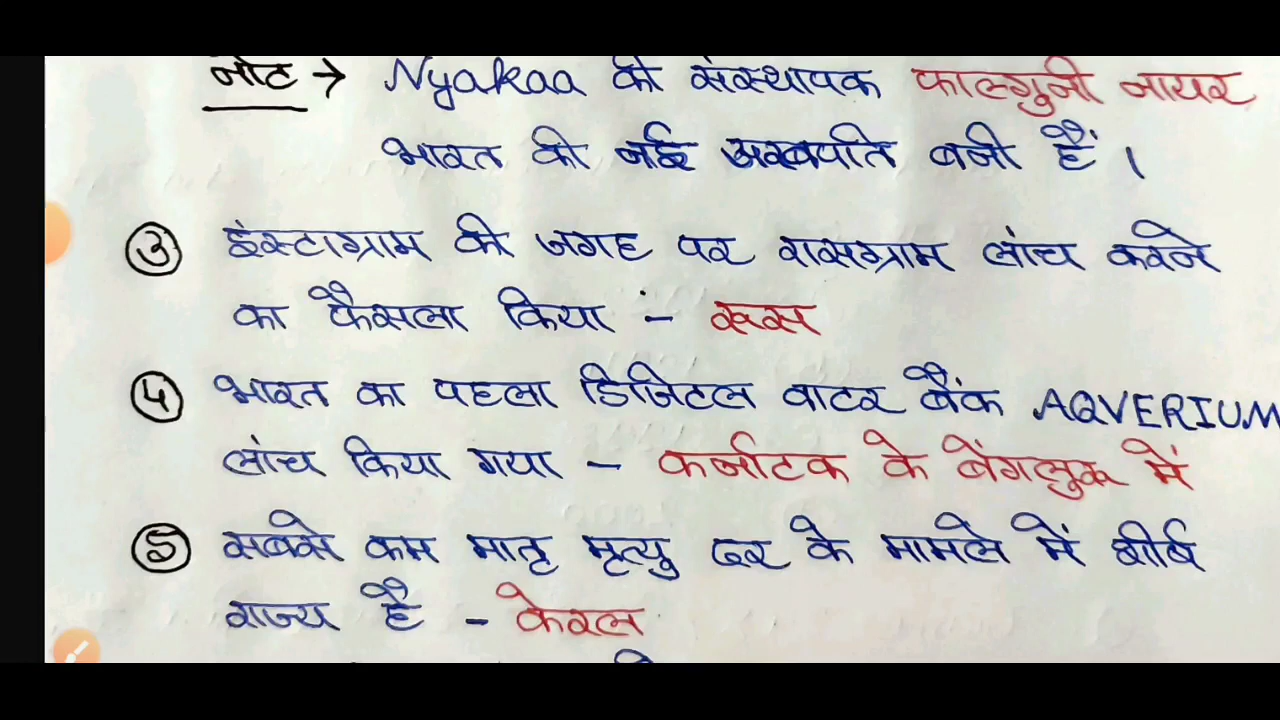 नोट → Nyakaa की संस्थापक फाल्गुनी नायर
भारत की नई अरबपति बनी हैं।
③ इंस्टाग्राम की जगह पर रासग्राम लांच करने
का फैसला किया :- रूस
④ भारत का पहला डिजिटल वाटर बैंक AQVERIUM
लांच किया गया - कर्नाटक के बेंगलुरू में
⑤ सबसे कम मातृ मृत्यु दर के मामले में शीर्ष
राज्य है - केरल